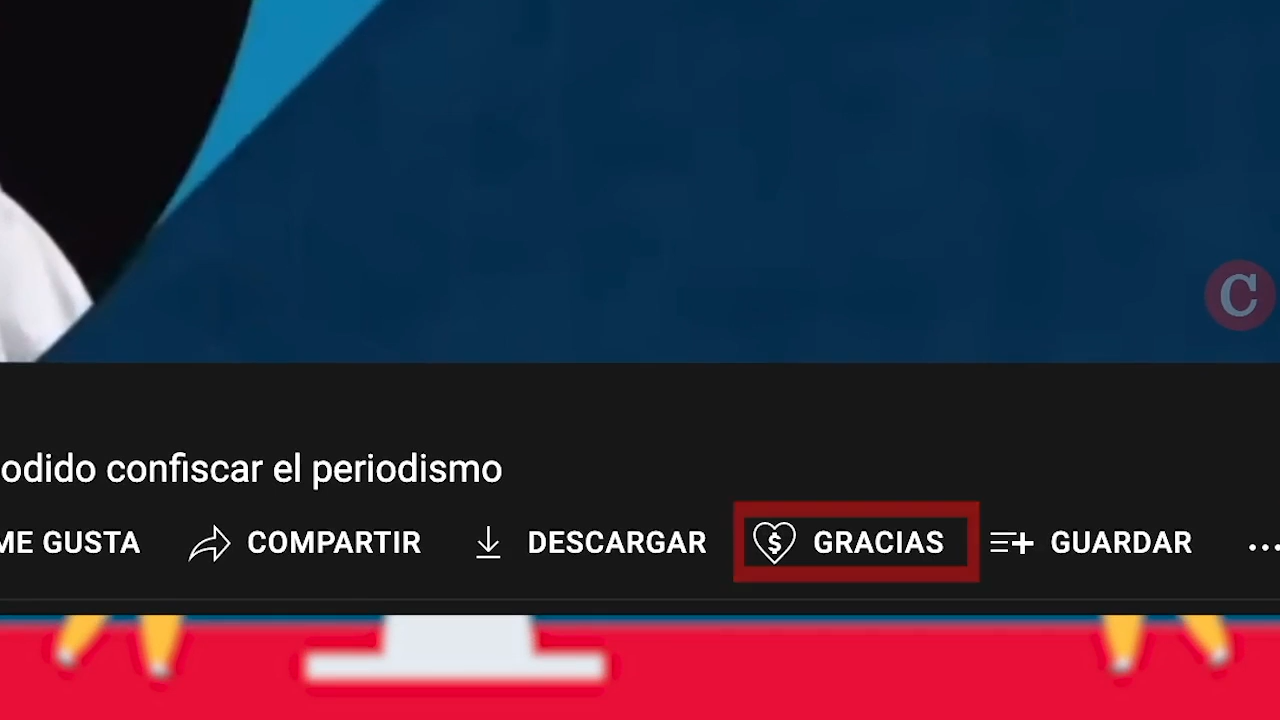 C
odido confiscar el periodismo
ME GUSTA COMPARTIR DESCARGAR $ GRACIAS GUARDAR ...